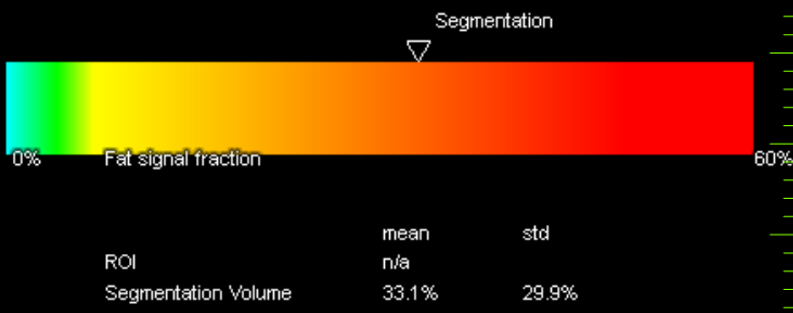 Segmentation
0% Fat signal fraction 60%
mean std
ROI n/a
Segmentation Volume 33.1% 29.9%